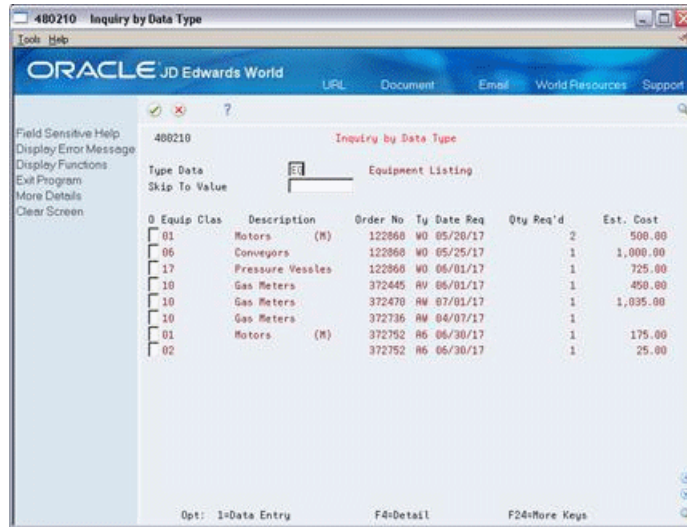 480210 Inquiry by Data Type
Tools Help
ORACLE JD Edwards World
URL Document Email World Resources Support
?
Field Sensitive Help
Display Error Message
Display Functions
Exit Program
More Details
Clear Screen
480210 Inquiry by Data Type
Type Data EQ Equipment Listing
Skip To Value
O Equip Clas Description Order No Ty Date Req Qty Req'd Est. Cost
01 Motors (M) 122868 WO 05/20/17 2 500.00
06 Conveyors 122868 WO 05/25/17 1 1,000.00
17 Pressure Vessles 122868 WO 06/01/17 1 725.00
10 Gas Meters 372445 AV 06/01/17 1 450.00
10 Gas Meters 372470 AW 07/01/17 1 1,035.00
10 Gas Meters 372736 AW 04/07/17 1
01 Motors (M) 372752 A6 06/30/17 1 175.00
02 372752 A6 06/30/17 1 25.00
Opt: 1=Data Entry F4=Detail F24=More Keys